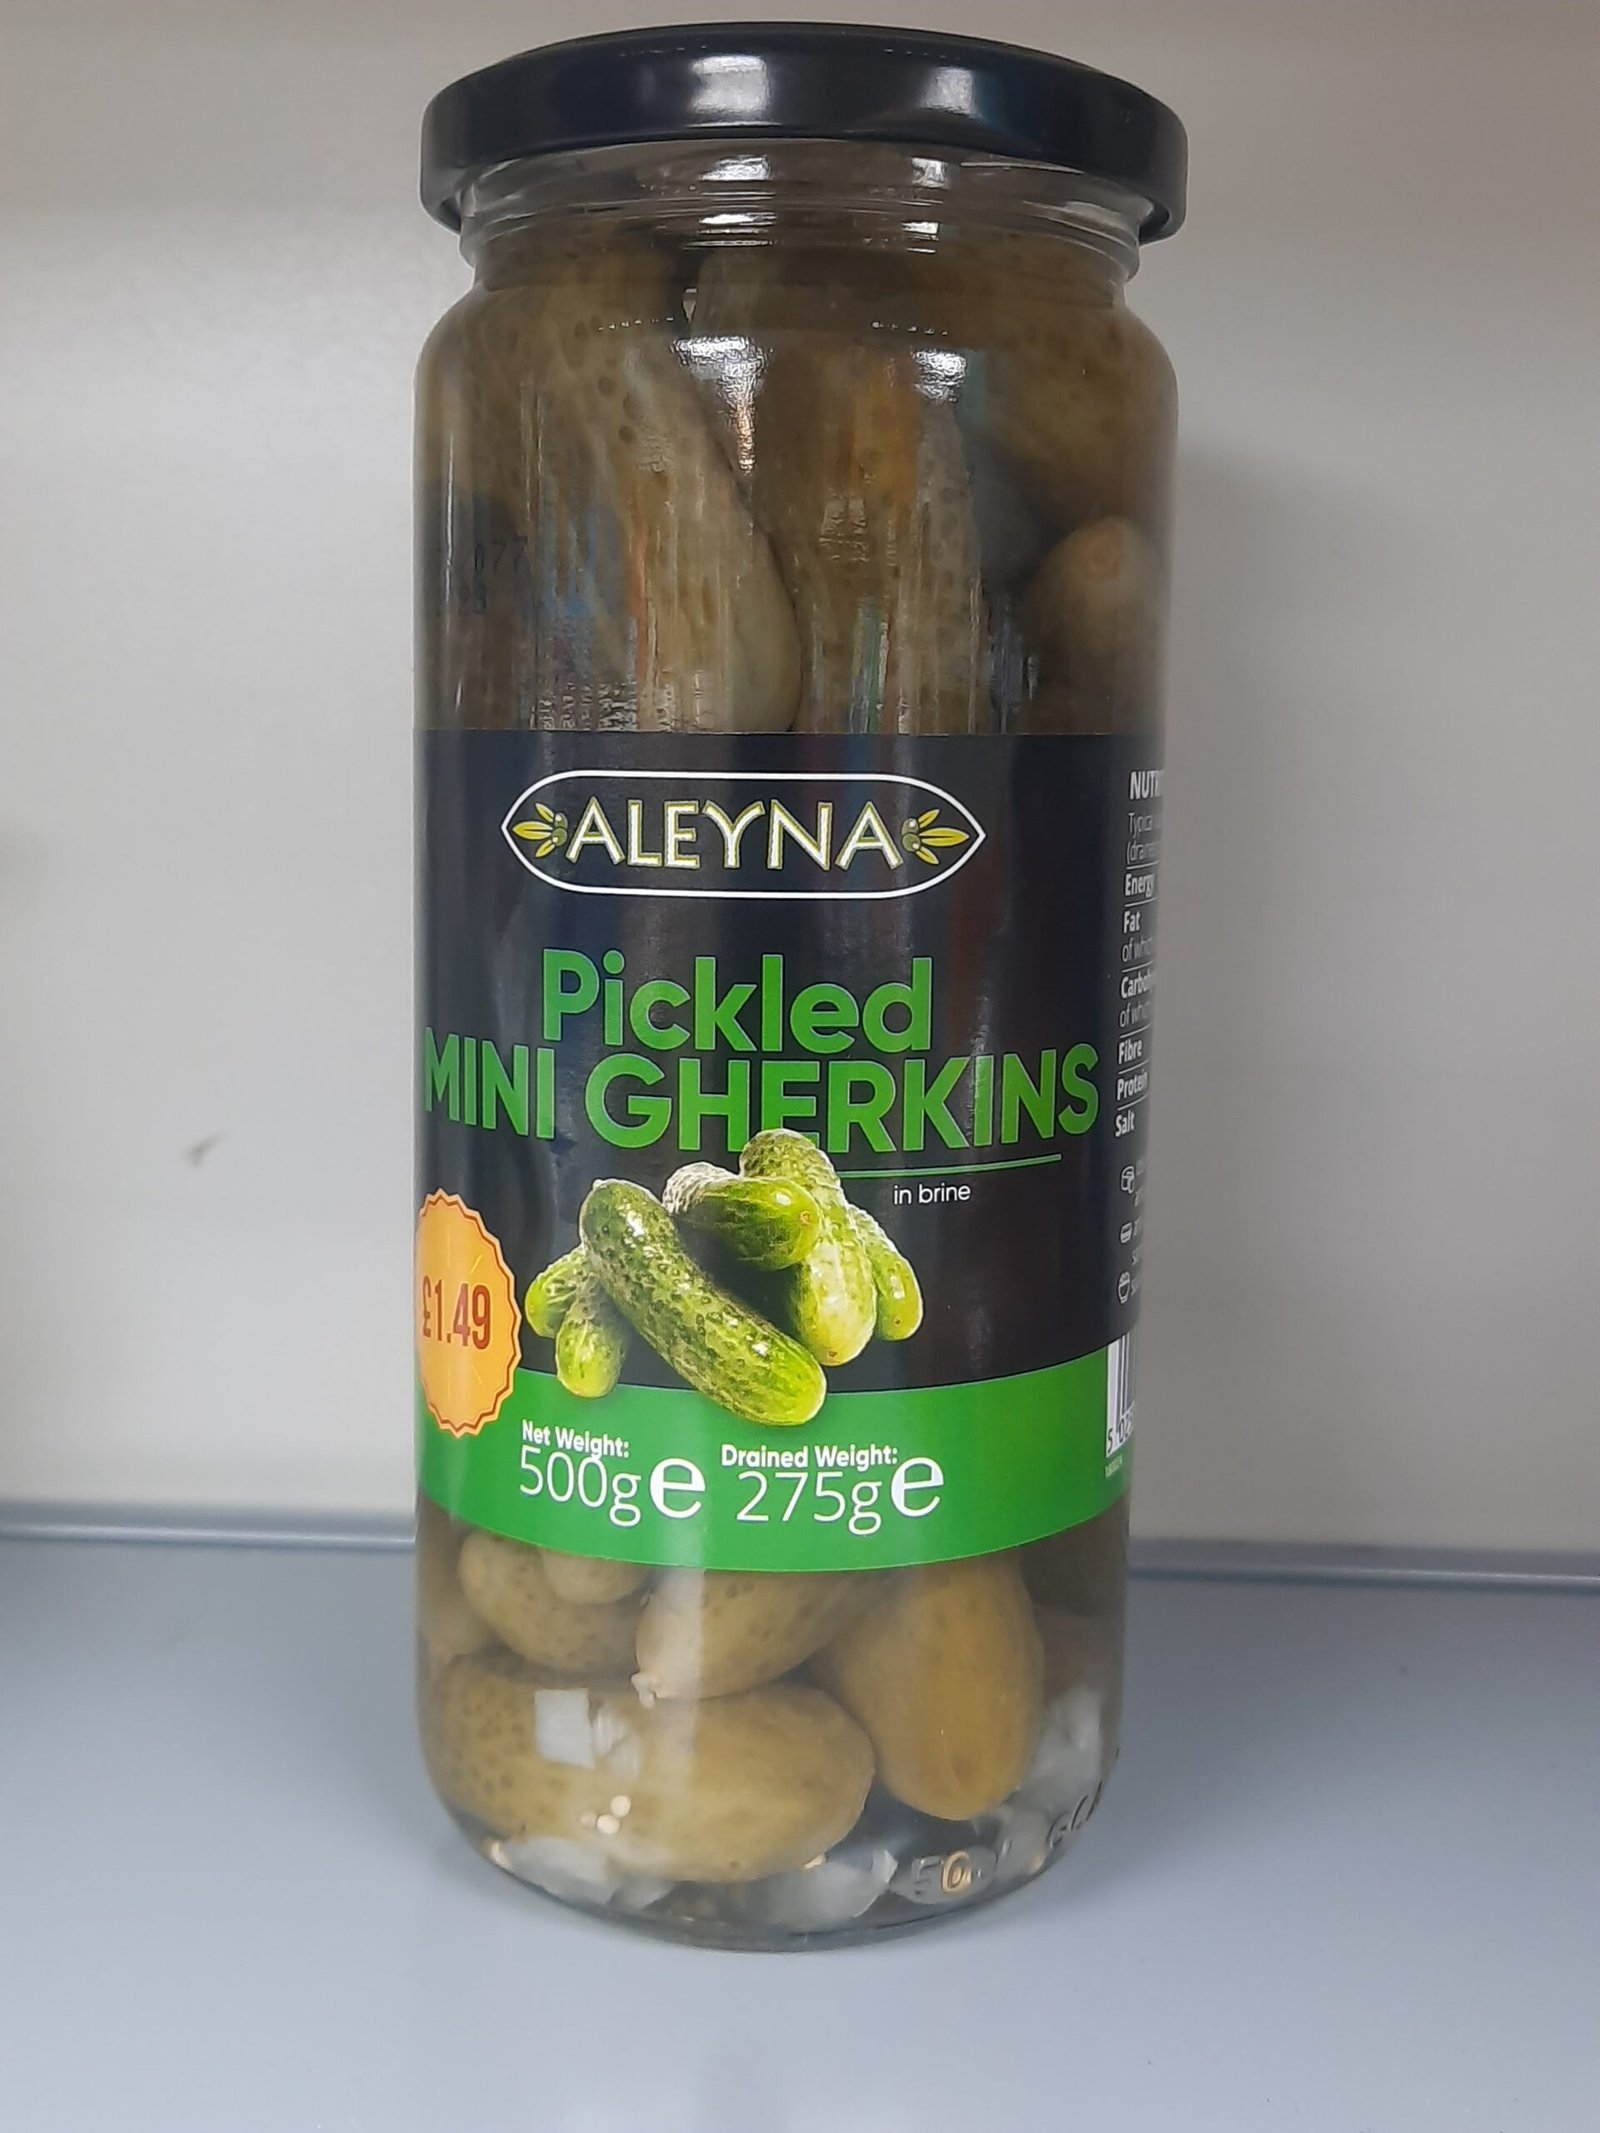 ALEYNA
Pickled
MINI GHERKINS
in brine
£1.49
Net Weight:
500g e
Drained Weight:
275g e
Energy
Fat
Fibre
Protein
Salt